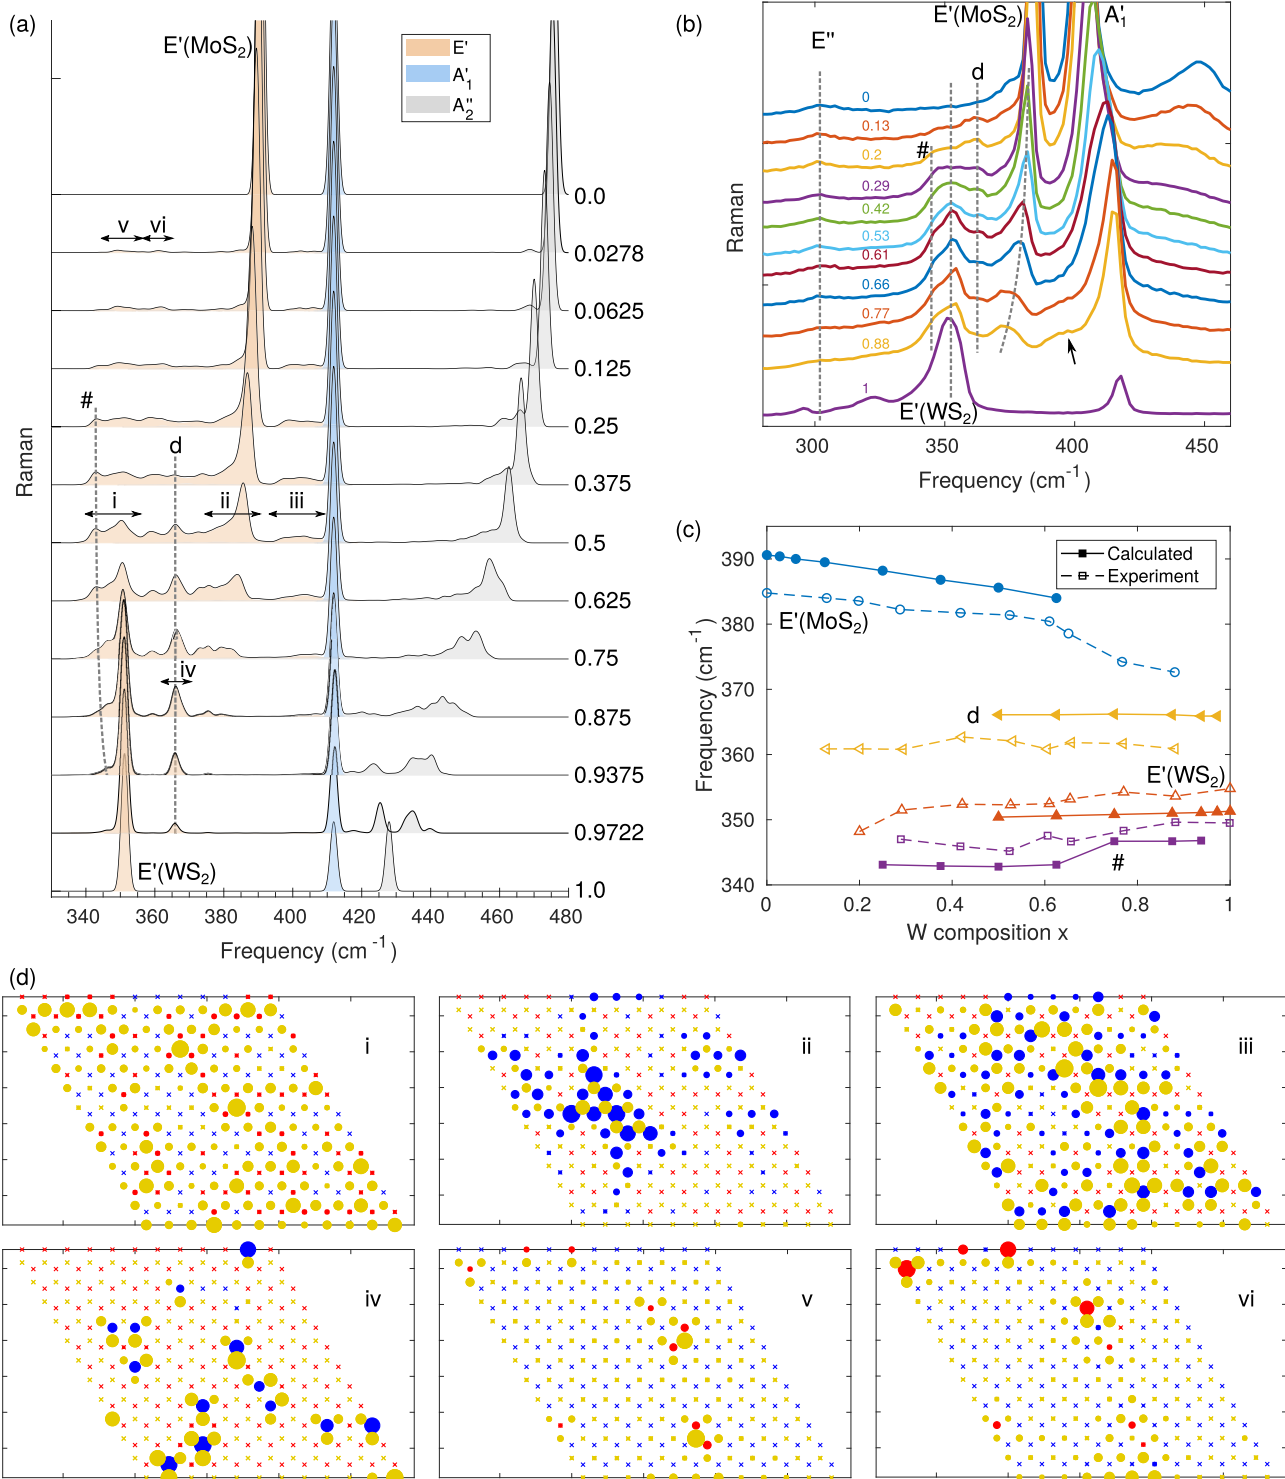 (a)
E'(MoS2)
E'
A'1
A''2
0.0
v vi
0.0278
0.0625
0.125
#
0.25
d
0.375
i ii iii
0.5
0.625
0.75
iv
0.875
0.9375
0.9722
E'(WS2)
1.0
Raman
340 360 380 400 420 440 460 480
Frequency (cm-1)
(b)
E'(MoS2)
A'1
E''
d
#
0
0.13
0.2
0.29
0.42
0.53
0.61
0.66
0.77
0.88
1
E'(WS2)
Raman
300 350 400 450
Frequency (cm-1)
(c)
Calculated
Experiment
E'(MoS2)
d
E'(WS2)
#
390
380
370
360
350
340
Frequency (cm-1)
0 0.2 0.4 0.6 0.8 1
W composition x
(d)
i
ii
iii
iv
v
vi